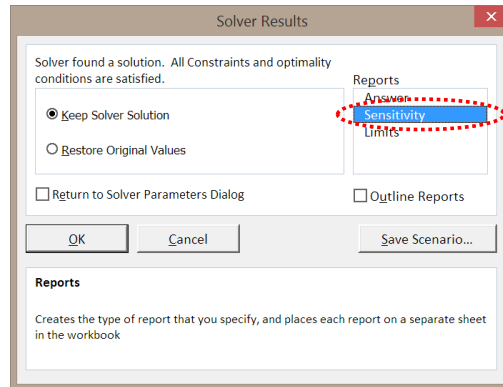 Solver Results
Solver found a solution. All Constraints and optimality
conditions are satisfied.
Reports
Answer
Keep Solver Solution
Sensitivity
Limits
Restore Original Values
Return to Solver Parameters Dialog
Outline Reports
OK
Cancel
Save Scenario...
Reports
Creates the type of report that you specify, and places each report on a separate sheet
in the workbook